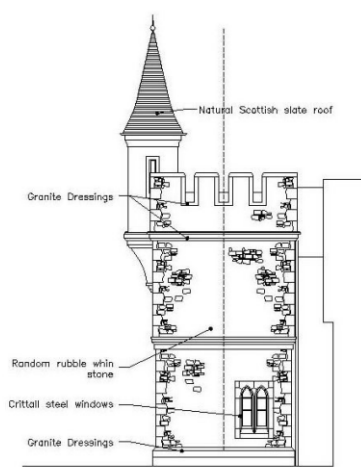 Natural Scottish slate roof
Granite Dressings
Random rubble whin
stone
Crittall steel windows
Granite Dressings